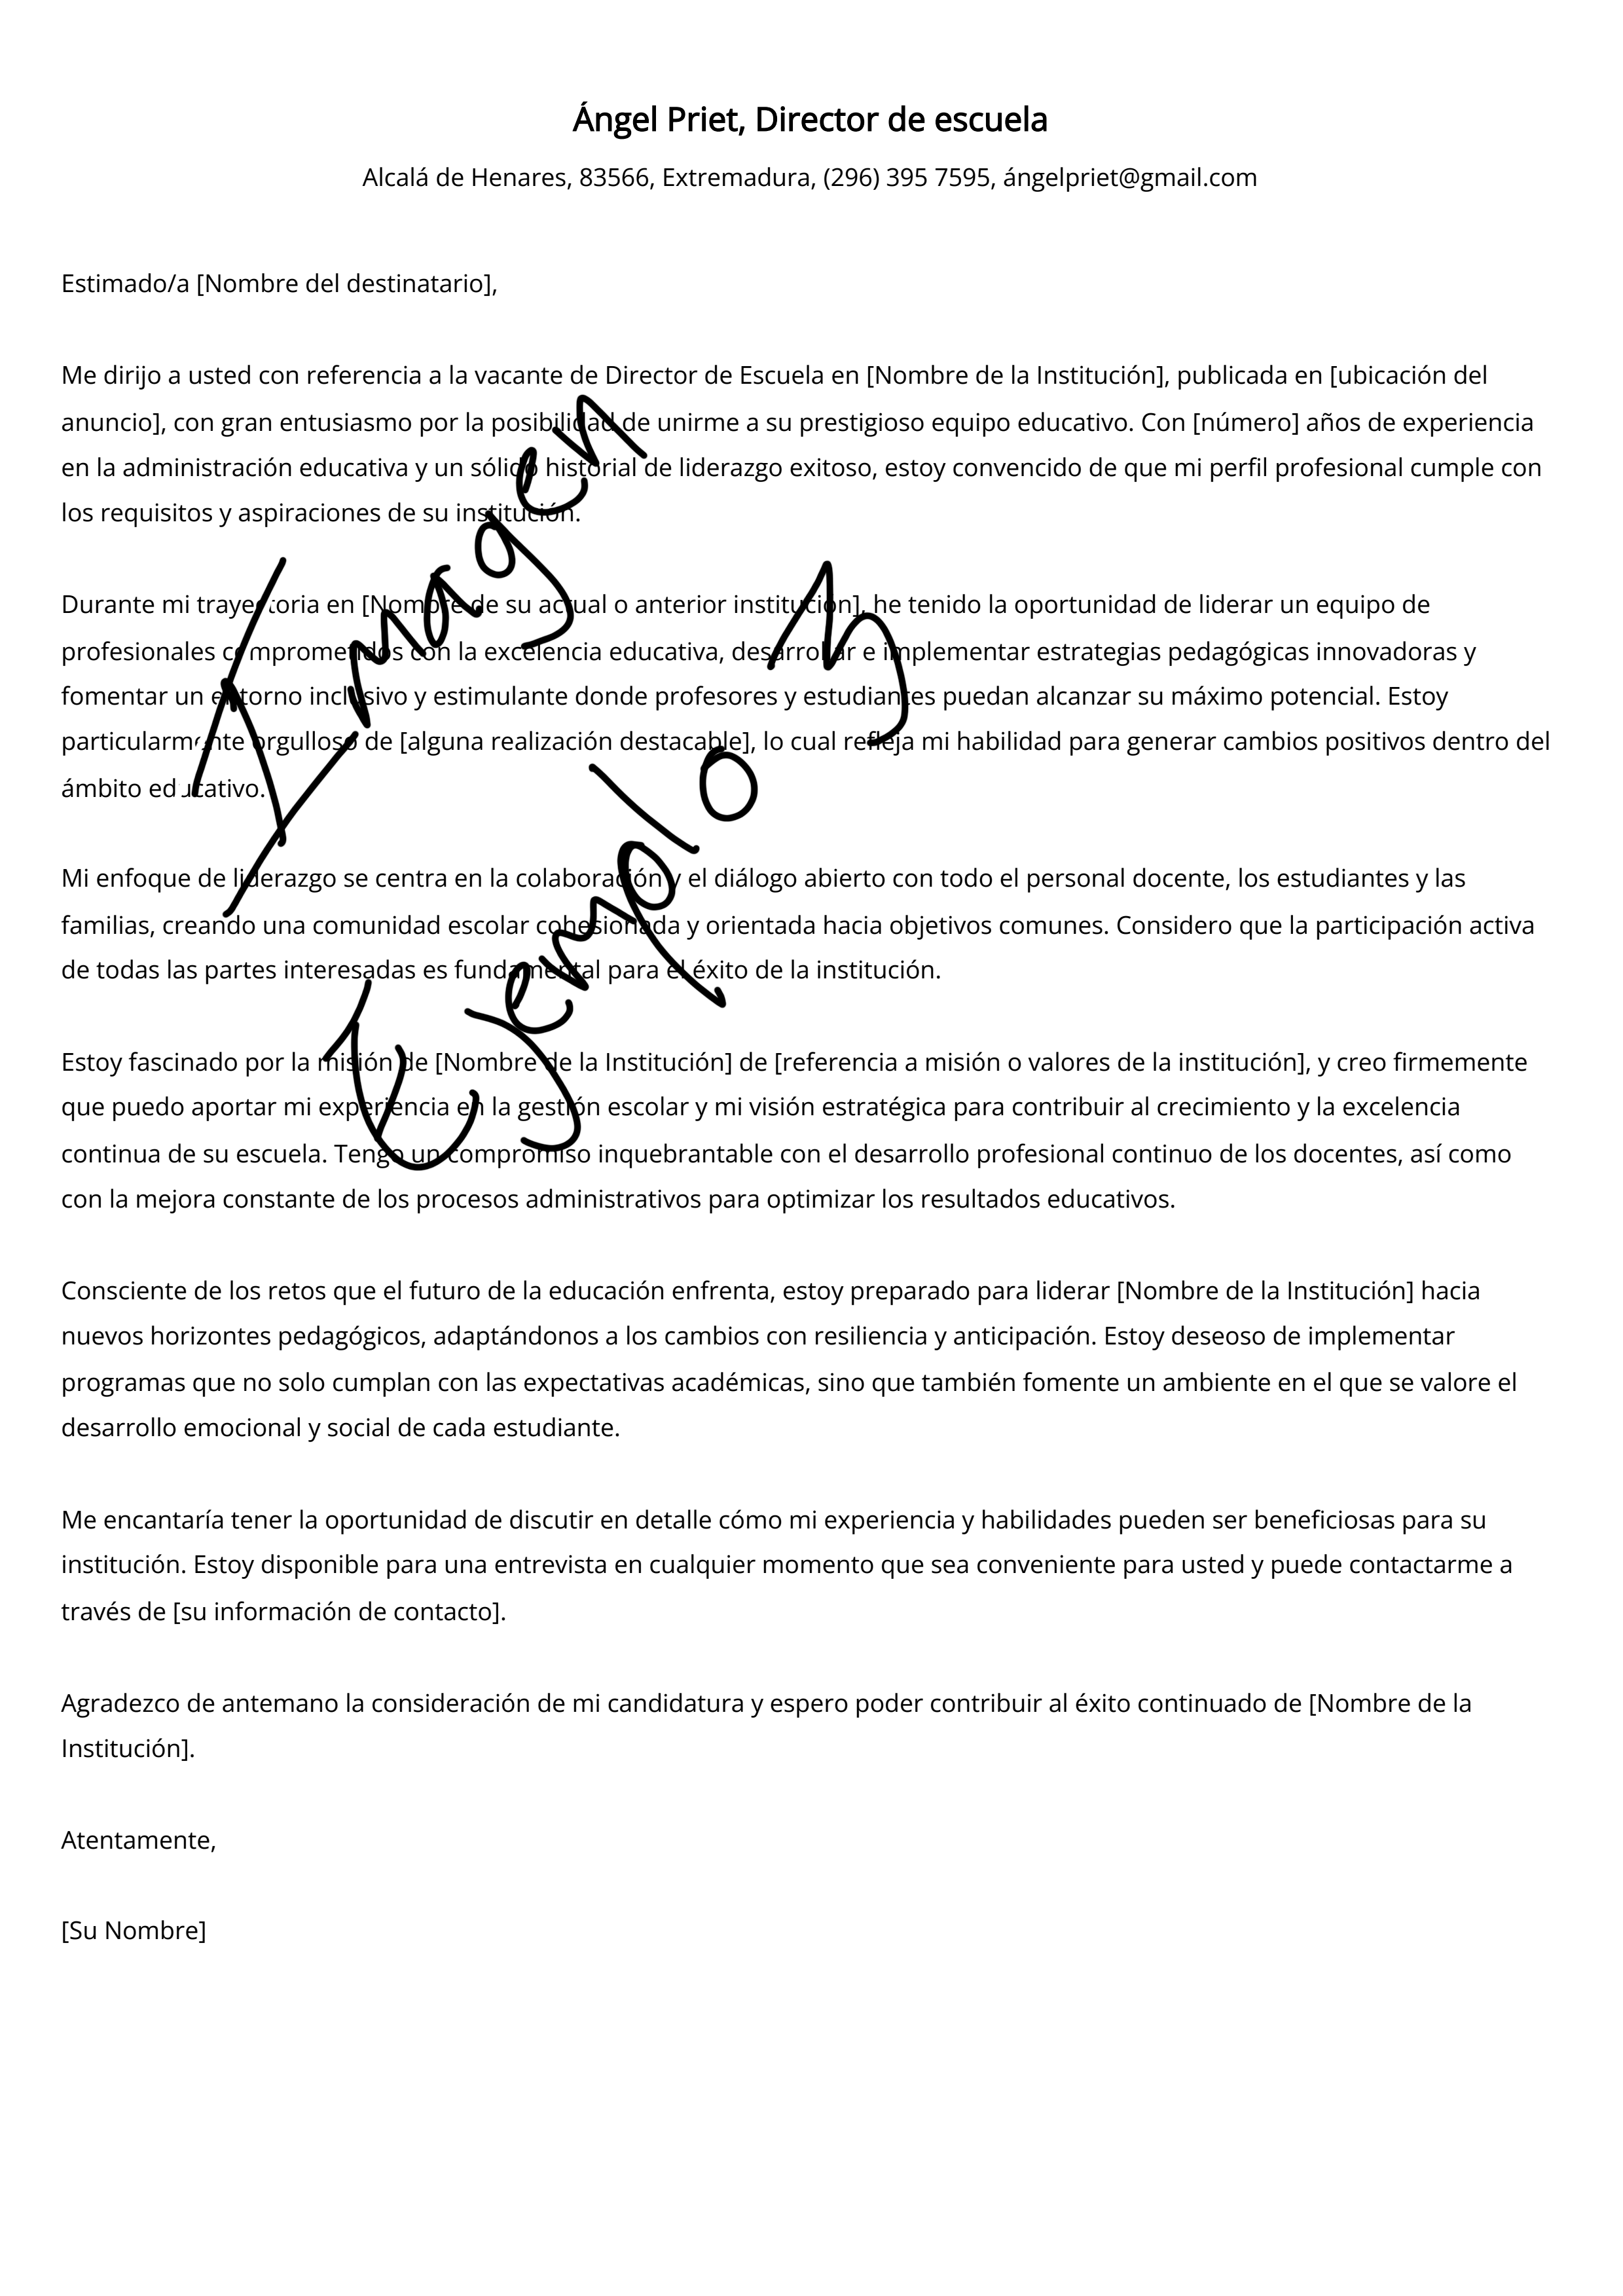 Ángel Priet, Director de escuela
Alcalá de Henares, 83566, Extremadura, (296) 395 7595, ángelpriet@gmail.com
Estimado/a [Nombre del destinatario],
Me dirijo a usted con referencia a la vacante de Director de Escuela en [Nombre de la Institución], publicada en [ubicación del
anuncio], con gran entusiasmo por la posibilidad de unirme a su prestigioso equipo educativo. Con [número] años de experiencia
en la administración educativa y un sólido historial de liderazgo exitoso, estoy convencido de que mi perfil profesional cumple con
los requisitos y aspiraciones de su institución.
Durante mi trayectoria en [Nombre de su actual o anterior institución], he tenido la oportunidad de liderar un equipo de
profesionales comprometidos con la excelencia educativa, desarrollar e implementar estrategias pedagógicas innovadoras y
fomentar un entorno inclusivo y estimulante donde profesores y estudiantes puedan alcanzar su máximo potencial. Estoy
particularmente orgulloso de [alguna realización destacable], lo cual refleja mi habilidad para generar cambios positivos dentro del
ámbito educativo.
Mi enfoque de liderazgo se centra en la colaboración y el diálogo abierto con todo el personal docente, los estudiantes y las
familias, creando una comunidad escolar cohesionada y orientada hacia objetivos comunes. Considero que la participación activa
de todas las partes interesadas es fundamental para el éxito de la institución.
Estoy fascinado por la misión de [Nombre de la Institución] de [referencia a misión o valores de la institución], y creo firmemente
que puedo aportar mi experiencia en la gestión escolar y mi visión estratégica para contribuir al crecimiento y la excelencia
continua de su escuela. Tengo un compromiso inquebrantable con el desarrollo profesional continuo de los docentes, así como
con la mejora constante de los procesos administrativos para optimizar los resultados educativos.
Consciente de los retos que el futuro de la educación enfrenta, estoy preparado para liderar [Nombre de la Institución] hacia
nuevos horizontes pedagógicos, adaptándonos a los cambios con resiliencia y anticipación. Estoy deseoso de implementar
programas que no solo cumplan con las expectativas académicas, sino que también fomente un ambiente en el que se valore el
desarrollo emocional y social de cada estudiante.
Me encantaría tener la oportunidad de discutir en detalle cómo mi experiencia y habilidades pueden ser beneficiosas para su
institución. Estoy disponible para una entrevista en cualquier momento que sea conveniente para usted y puede contactarme a
través de [su información de contacto].
Agradezco de antemano la consideración de mi candidatura y espero poder contribuir al éxito continuado de [Nombre de la
Institución].
Atentamente,
[Su Nombre]
Imagen
Ejemplo 3